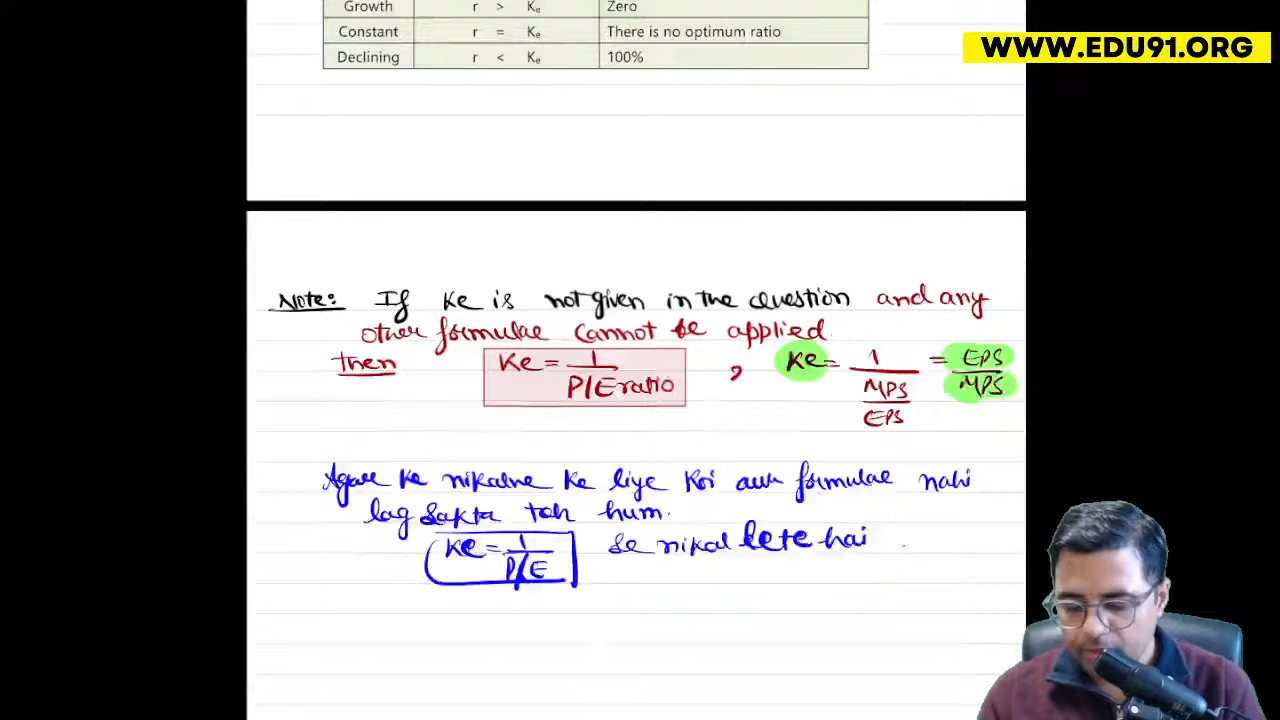 Growth r > Ke Zero
Constant r = Ke There is no optimum ratio
Declining r < Ke 100%
WWW.EDU91.ORG
Note: If Ke is not given in the question and any
other formulae cannot be applied
then Ke = 1 / P/E ratio , Ke = 1 / MPS / EPS = EPS / MPS
Agar Ke nikalne Ke liye Koi aur formulae nahi
lag Sakta toh hum.
Ke = 1 / P/E Se nikal lete hai